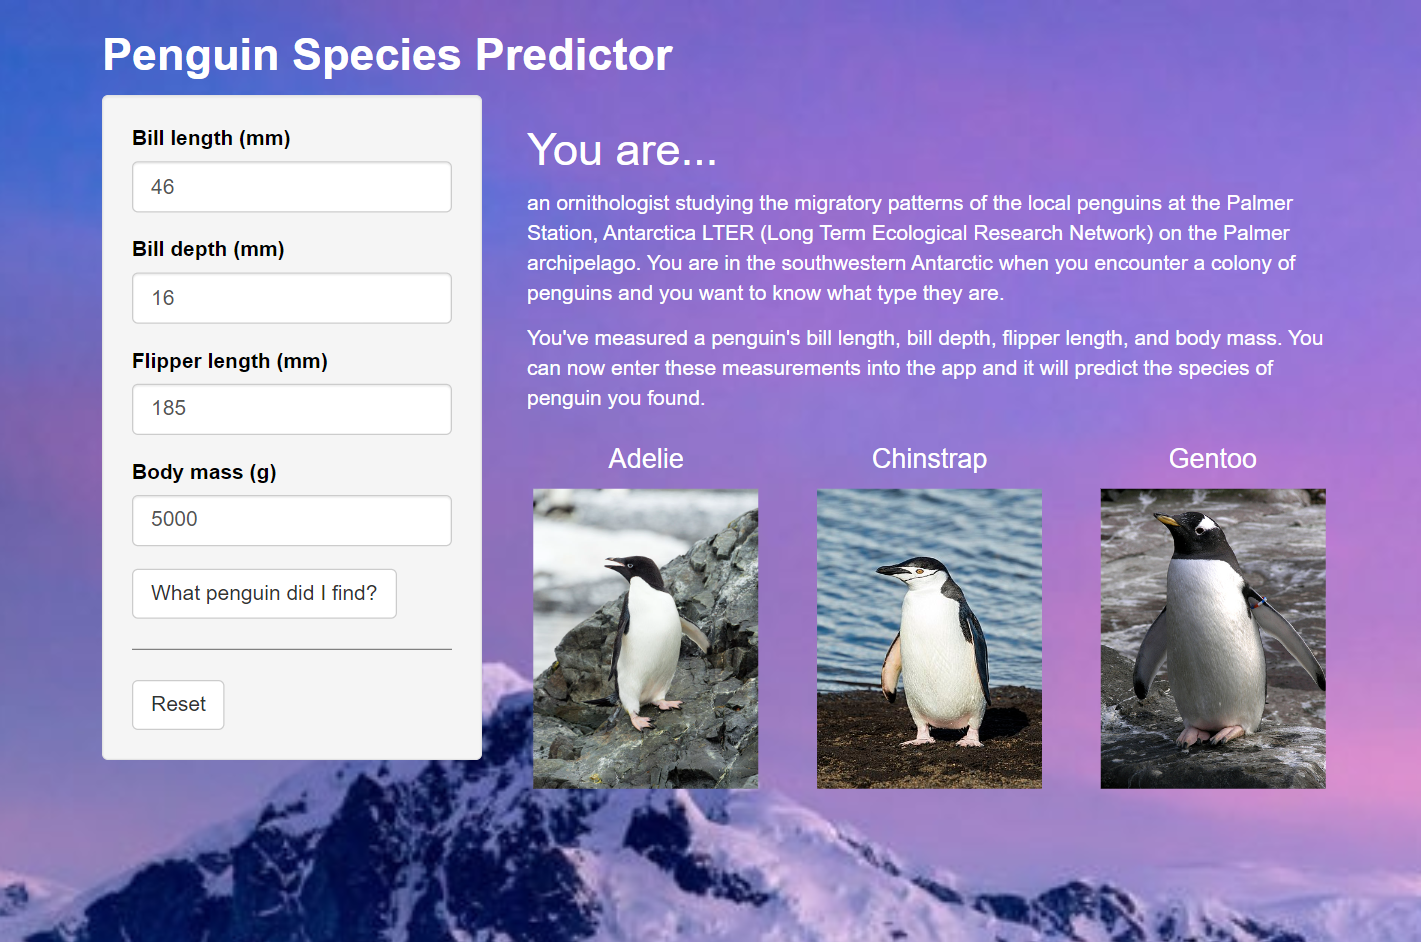 Penguin Species Predictor
Bill length (mm)
46
Bill depth (mm)
16
Flipper length (mm)
185
Body mass (g)
5000
What penguin did I find?
Reset
You are...
an ornithologist studying the migratory patterns of the local penguins at the Palmer
Station, Antarctica LTER (Long Term Ecological Research Network) on the Palmer
archipelago. You are in the southwestern Antarctic when you encounter a colony of
penguins and you want to know what type they are.
You've measured a penguin's bill length, bill depth, flipper length, and body mass. You
can now enter these measurements into the app and it will predict the species of
penguin you found.
Adelie
Chinstrap
Gentoo